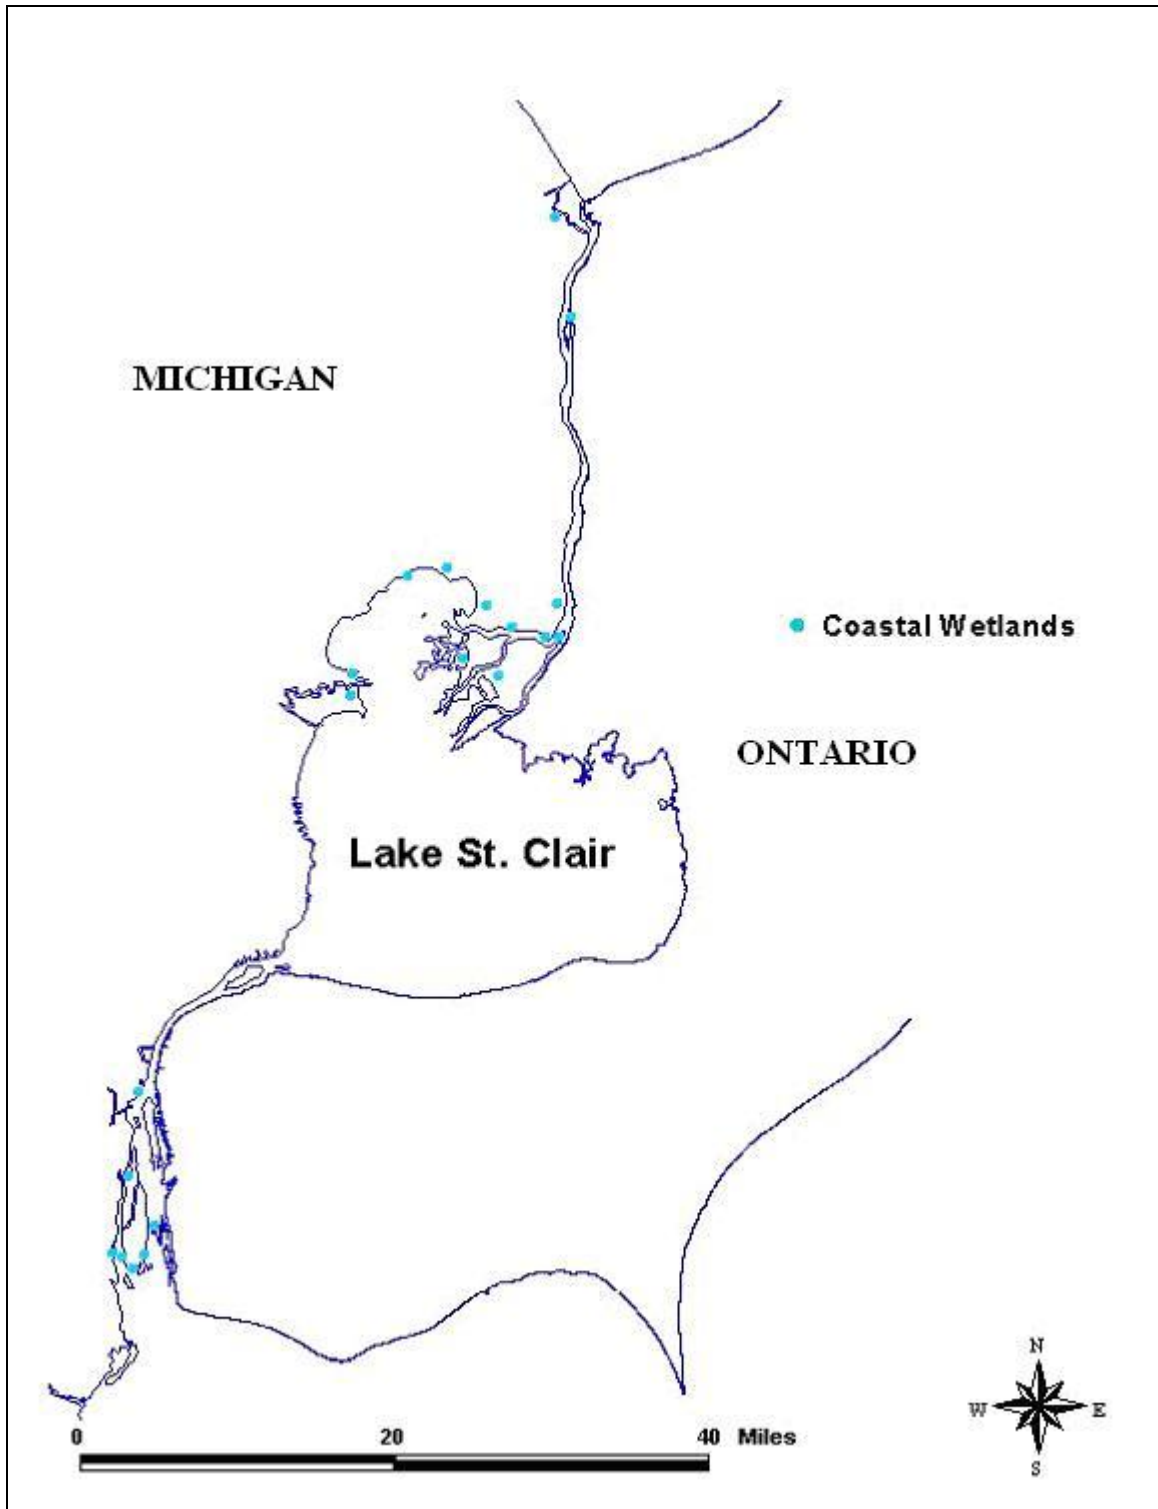 MICHIGAN
Coastal Wetlands
ONTARIO
Lake St. Clair
N
W E
S
0 20 40 Miles